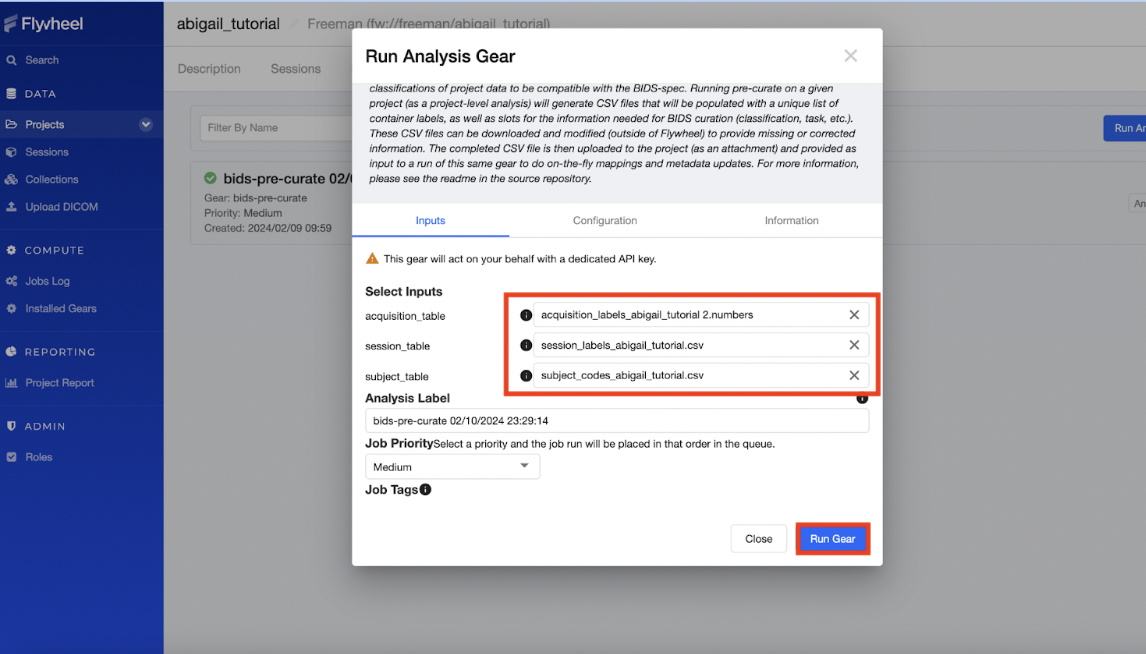 Flywheel
abigail_tutorial
Freeman (fw://freeman/abigail_tutorial)
Search
DATA
Projects
Sessions
Collections
Upload DICOM
COMPUTE
Jobs Log
Installed Gears
REPORTING
Project Report
ADMIN
Roles
Description
Sessions
Filter By Name
Run An
bids-pre-curate 02/0
Gear: bids-pre-curate
Priority: Medium
Created: 2024/02/09 09:59
An
Run Analysis Gear
classifications of project data to be compatible with the BIDS-spec. Running pre-curate on a given
project (as a project-level analysis) will generate CSV files that will be populated with a unique list of
container labels, as well as slots for the information needed for BIDS curation (classification, task, etc.).
These CSV files can be downloaded and modified (outside of Flywheel) to provide missing or corrected
information. The completed CSV file is then uploaded to the project (as an attachment) and provided as
input to a run of this same gear to do on-the-fly mappings and metadata updates. For more information,
please see the readme in the source repository.
Inputs
Configuration
Information
This gear will act on your behalf with a dedicated API key.
Select Inputs
acquisition_table
acquisition_labels_abigail_tutorial 2.numbers
session_table
session_labels_abigail_tutorial.csv
subject_table
subject_codes_abigail_tutorial.csv
Analysis Label
bids-pre-curate 02/10/2024 23:29:14
Job PrioritySelect a priority and the job run will be placed in that order in the queue.
Medium
Job Tags
Close
Run Gear